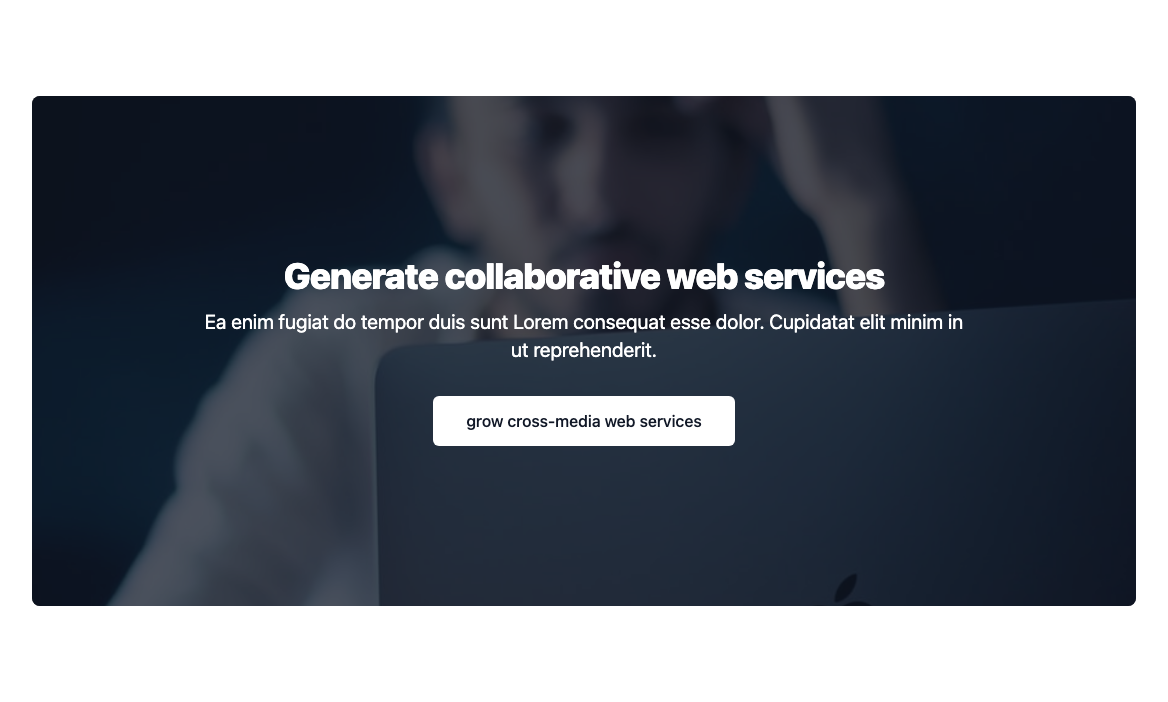 Generate collaborative web services
Ea enim fugiat do tempor duis sunt Lorem consequat esse dolor. Cupidatat elit minim in
ut reprehenderit.
grow cross-media web services